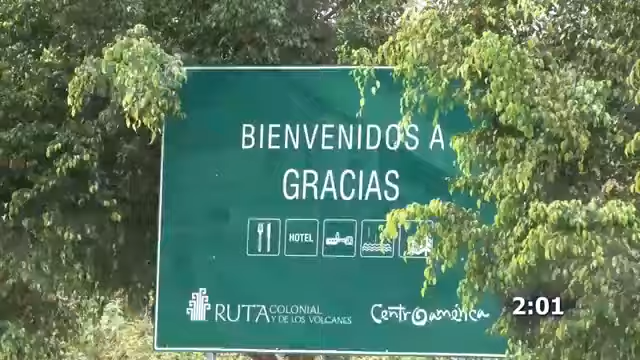 BIENVENIDOS A
GRACIAS
HOTEL
RUTA COLONIAL
Y DE LOS VOLCANES
Centroamérica
2:01